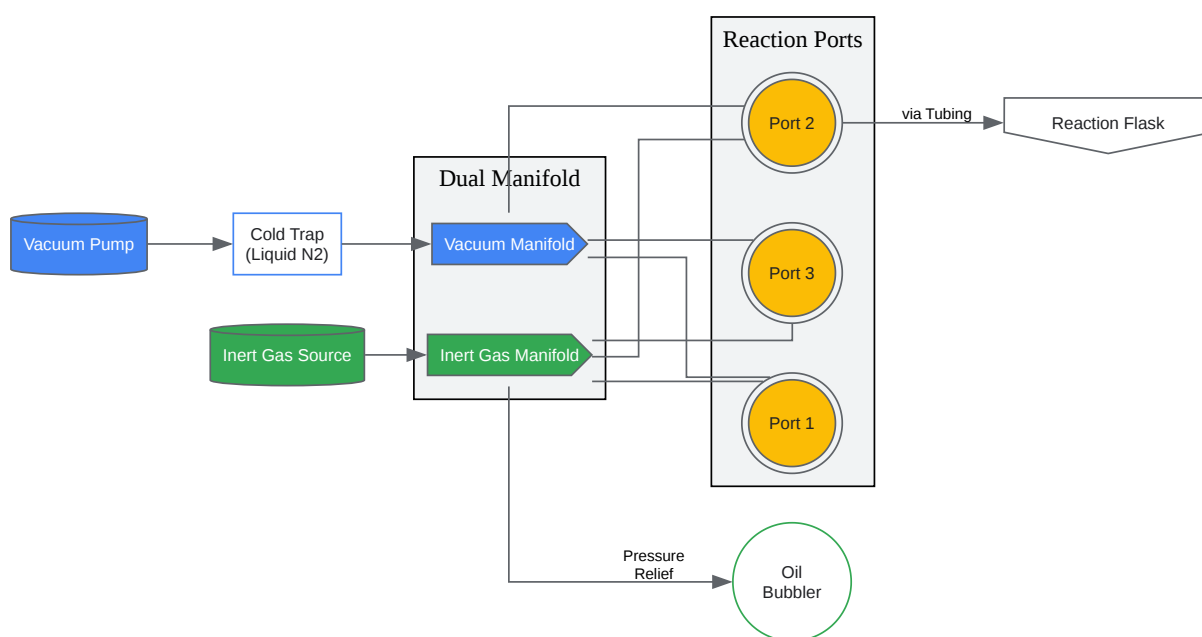 Reaction Ports
Port 2
via Tubing
Reaction Flask
Dual Manifold
Vacuum Pump
Cold Trap
(Liquid N2)
Vacuum Manifold
Port 3
Inert Gas Source
Inert Gas Manifold
Port 1
Pressure
Relief
Oil
Bubbler